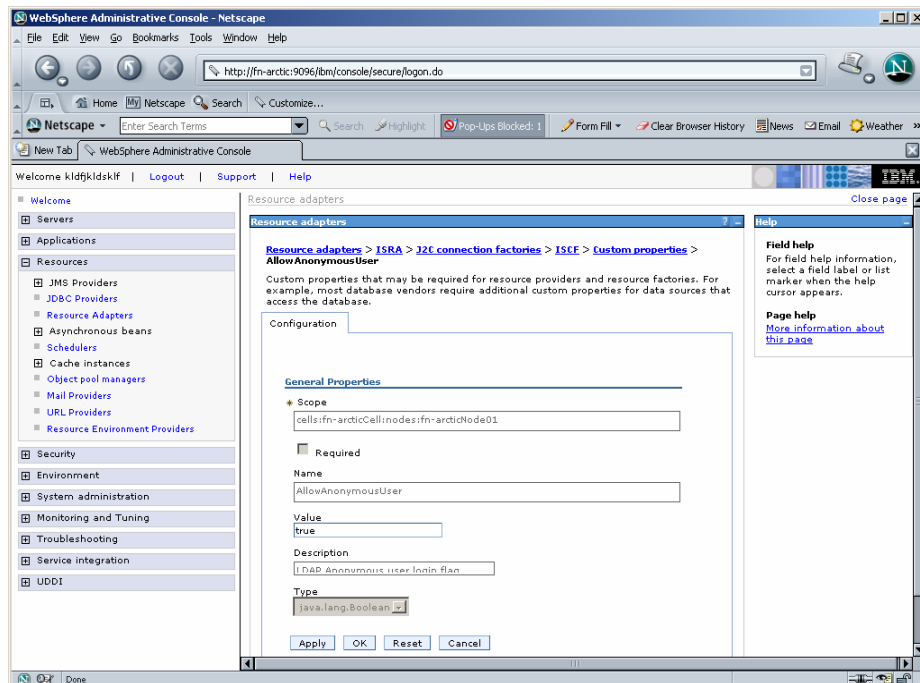 WebSphere Administrative Console - Netscape
File Edit View Go Bookmarks Tools Window Help
http://fn-arctic:9096/ibm/console/secure/logon.do
Home My Netscape Search Customize...
Netscape Enter Search Terms Search Highlight Pop-Ups Blocked: 1 Form Fill Clear Browser History News Email Weather »
New Tab WebSphere Administrative Console
Welcome kldfjkldsklf | Logout | Support | Help IBM.
Welcome
Servers
Applications
Resources
JMS Providers
JDBC Providers
Resource Adapters
Asynchronous beans
Schedulers
Cache instances
Object pool managers
Mail Providers
URL Providers
Resource Environment Providers
Security
Environment
System administration
Monitoring and Tuning
Troubleshooting
Service integration
UDDI
Resource adapters Close page
Resource adapters ? –
Resource adapters > ISRA > J2C connection factories > ISCF > Custom properties >
AllowAnonymousUser
Custom properties that may be required for resource providers and resource factories. For
example, most database vendors require additional custom properties for data sources that
access the database.
Configuration
General Properties
* Scope
cells:fn-arcticCell:nodes:fn-arcticNode01
Required
Name
AllowAnonymousUser
Value
true
Description
LDAP Anonymous user login flag
Type
java.lang.Boolean
Apply OK Reset Cancel
Help –
Field help
For field help information,
select a field label or list
marker when the help
cursor appears.
Page help
More information about
this page
Done